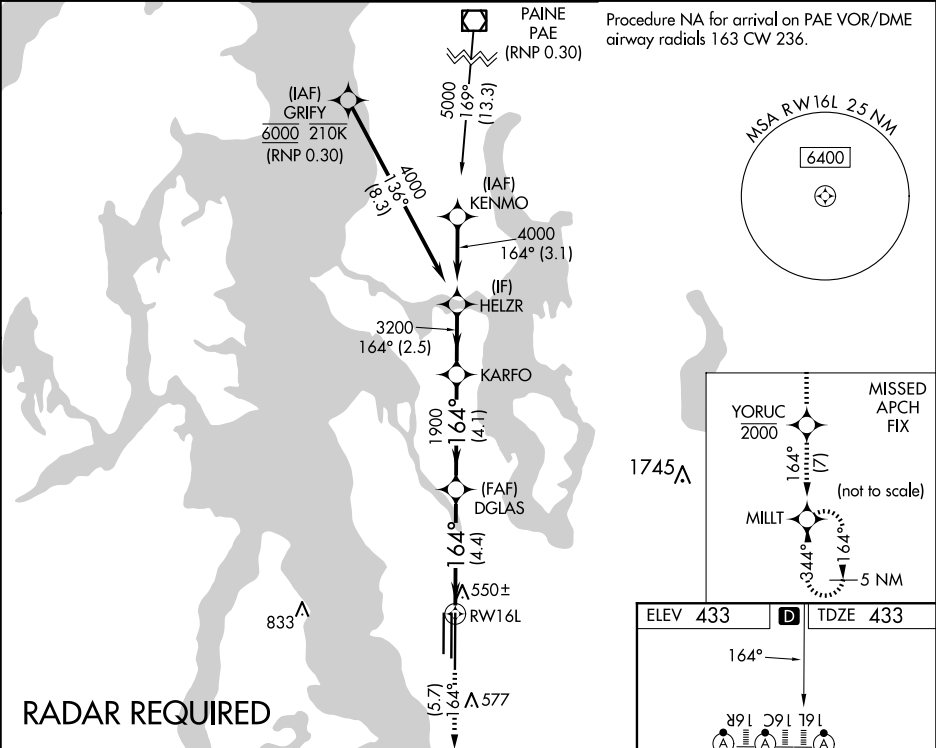 PAINE
PAE
(RNP 0.30)
Procedure NA for arrival on PAE VOR/DME
airway radials 163 CW 236.
(IAF)
GRIFY
6000 210K
(RNP 0.30)
5000
169°
(13.3)
MSA RW16L 25 NM
6400
4000
136°
(8.3)
(IAF)
KENMO
4000
164° (3.1)
(IF)
HELZR
3200
164° (2.5)
KARFO
1900
164°
(4.1)
MISSED
APCH
FIX
YORUC
2000
164°
(7)
(not to scale)
MILLT
344°
164°
5 NM
1745
(FAF)
DGLAS
164°
(4.4)
550±
RW16L
833
ELEV 433
D
TDZE 433
164°
(5.7)
164°
577
RADAR REQUIRED
16R 16C 16L
A A A